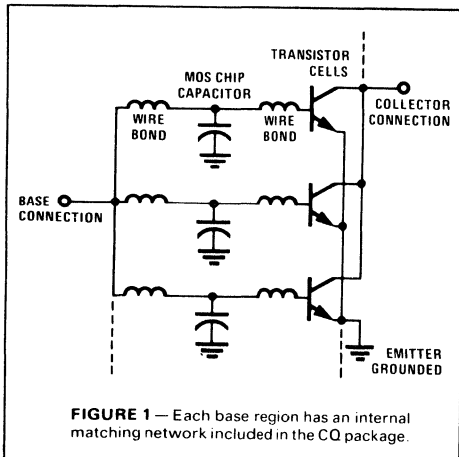 TRANSISTOR
CELLS
MOS CHIP
CAPACITOR
WIRE
BOND
WIRE
BOND
COLLECTOR
CONNECTION
BASE
CONNECTION
EMITTER
GROUNDED
FIGURE 1 — Each base region has an internal
matching network included in the CQ package.